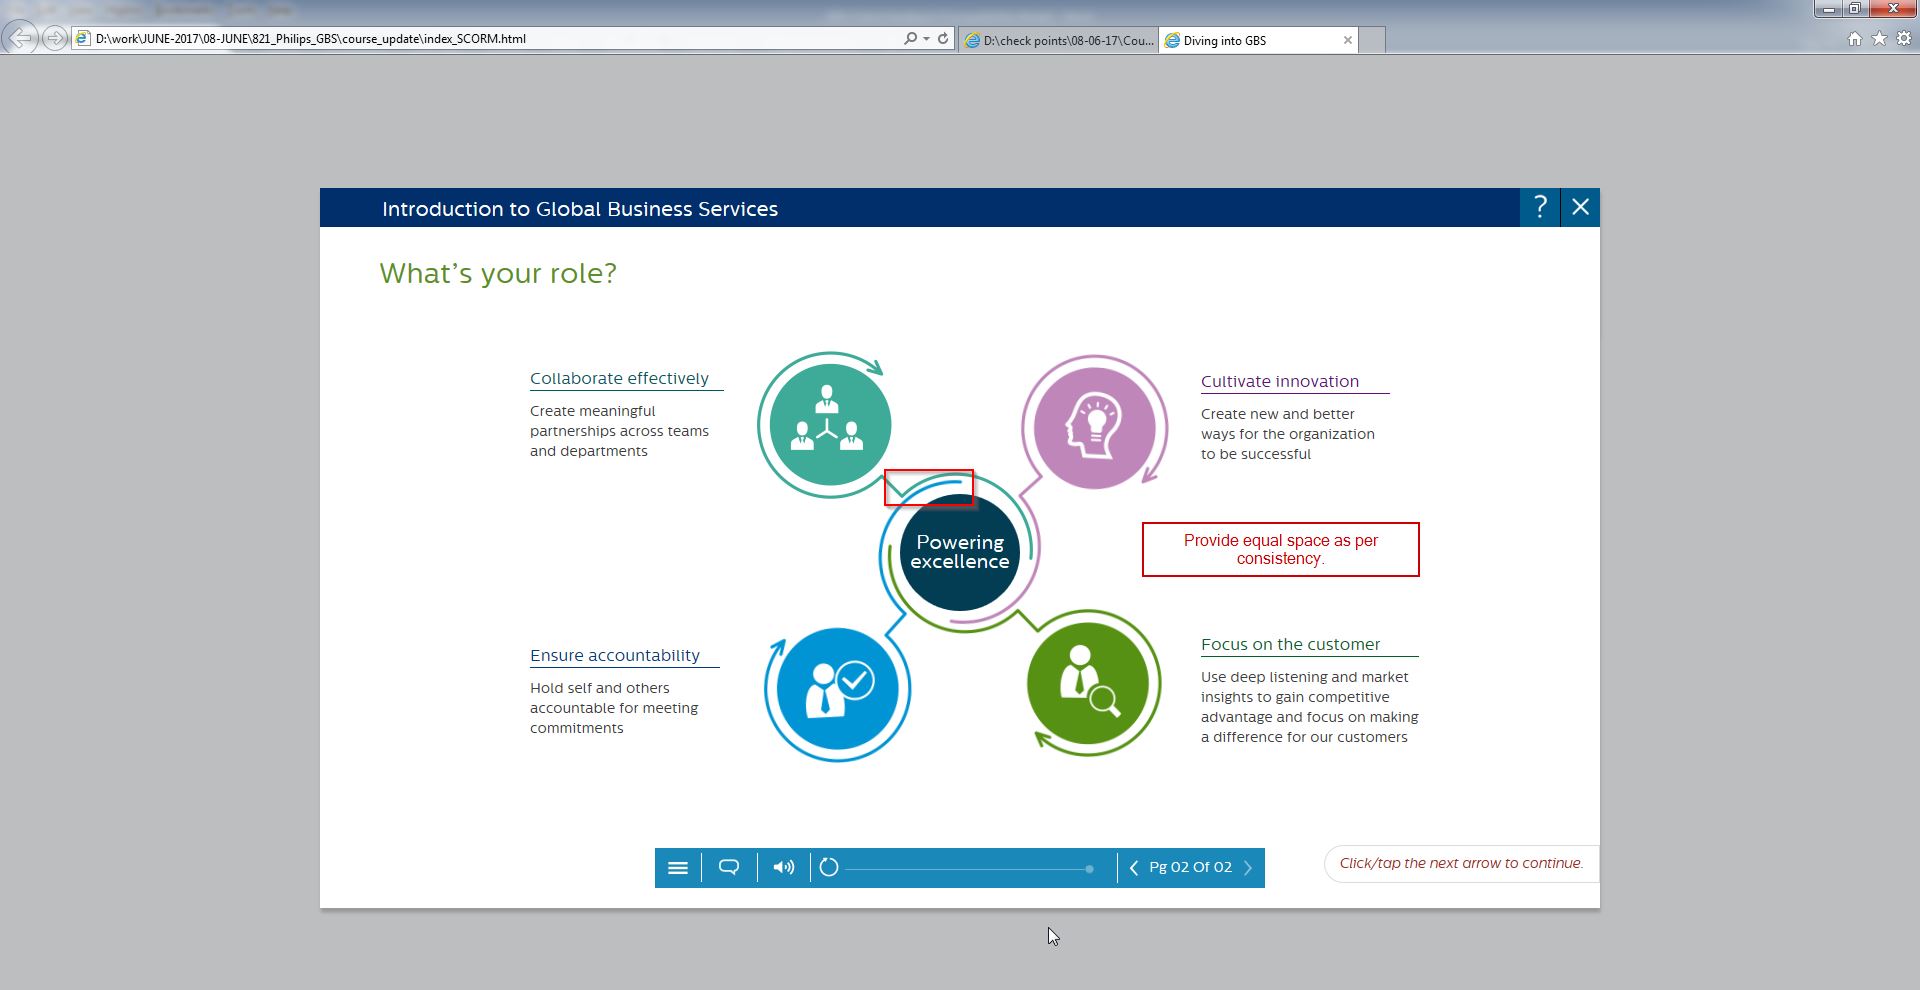 D:\work\JUNE-2017\08-JUNE\821_Philips_GBS\course_update\index_SCORM.html
D:\check points\08-06-17\Cou...
Diving into GBS
Introduction to Global Business Services
?
What's your role?
Collaborate effectively
Create meaningful
partnerships across teams
and departments
Cultivate innovation
Create new and better
ways for the organization
to be successful
Powering
excellence
Provide equal space as per
consistency.
Ensure accountability
Hold self and others
accountable for meeting
commitments
Focus on the customer
Use deep listening and market
insights to gain competitive
advantage and focus on making
a difference for our customers
Pg 02 Of 02
Click/tap the next arrow to continue.